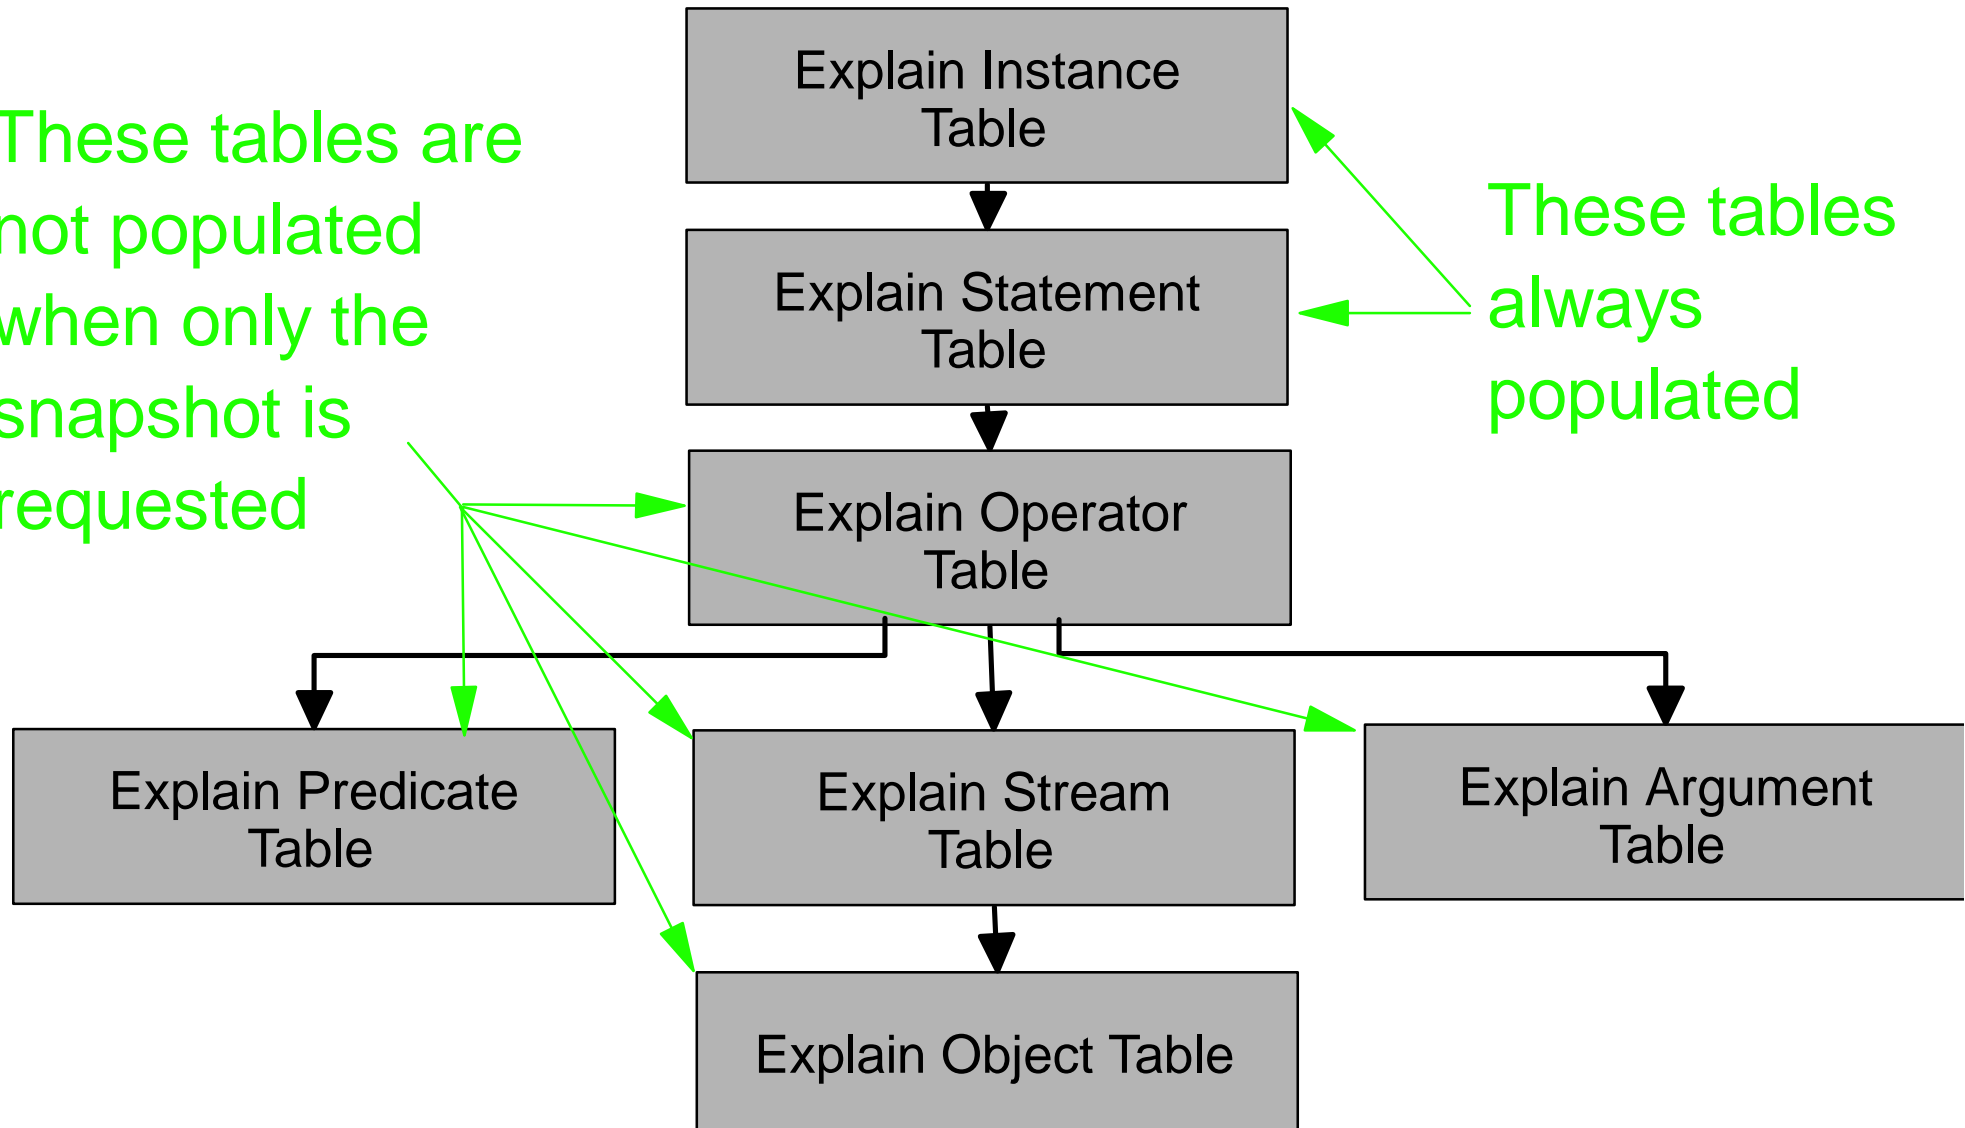 Explain Instance
Table
These tables are
not populated
when only the
snapshot is
requested
These tables
always
populated
Explain Statement
Table
Explain Operator
Table
Explain Predicate
Table
Explain Stream
Table
Explain Argument
Table
Explain Object Table